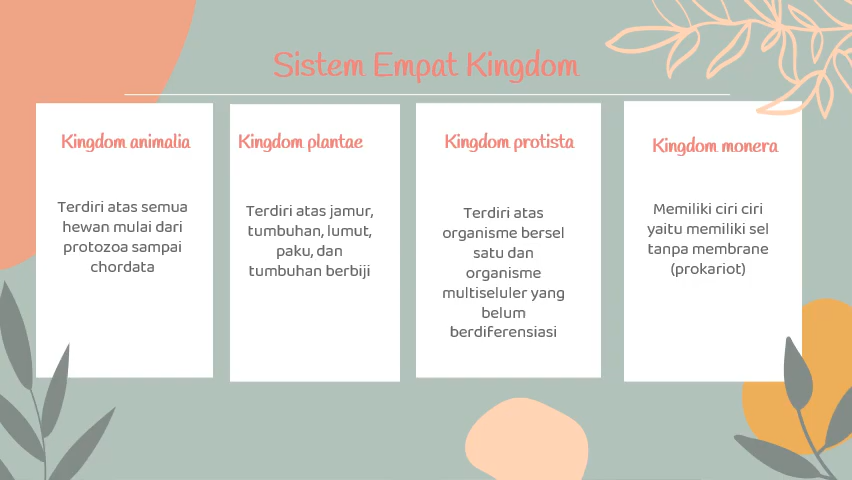 Sistem Empat Kingdom
Kingdom animalia
Terdiri atas semua
hewan mulai dari
protozoa sampai
chordata
Kingdom plantae
Terdiri atas jamur,
tumbuhan, lumut,
paku, dan
tumbuhan berbiji
Kingdom protista
Terdiri atas
organisme bersel
satu dan
organisme
multiseluler yang
belum
berdiferensiasi
Kingdom monera
Memiliki ciri ciri
yaitu memiliki sel
tanpa membrane
(prokariot)